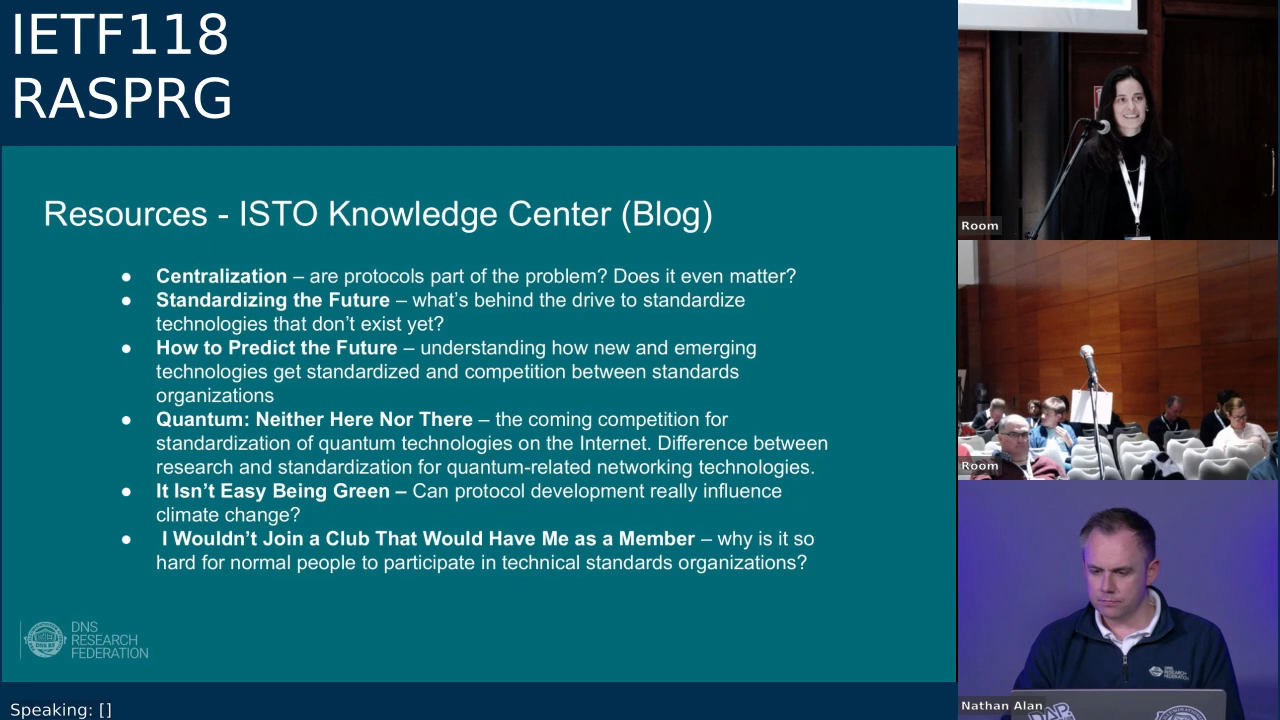 IETF118
RASPRG
Resources - ISTO Knowledge Center (Blog)
● Centralization – are protocols part of the problem? Does it even matter?
● Standardizing the Future – what’s behind the drive to standardize
technologies that don’t exist yet?
● How to Predict the Future – understanding how new and emerging
technologies get standardized and competition between standards
organizations
● Quantum: Neither Here Nor There – the coming competition for
standardization of quantum technologies on the Internet. Difference between
research and standardization for quantum-related networking technologies.
● It Isn’t Easy Being Green – Can protocol development really influence
climate change?
● I Wouldn’t Join a Club That Would Have Me as a Member – why is it so
hard for normal people to participate in technical standards organizations?
DNS
RESEARCH
FEDERATION
Speaking: []
Room
Room
DNS
RESEARCH
FEDERATION
Nathan Alan